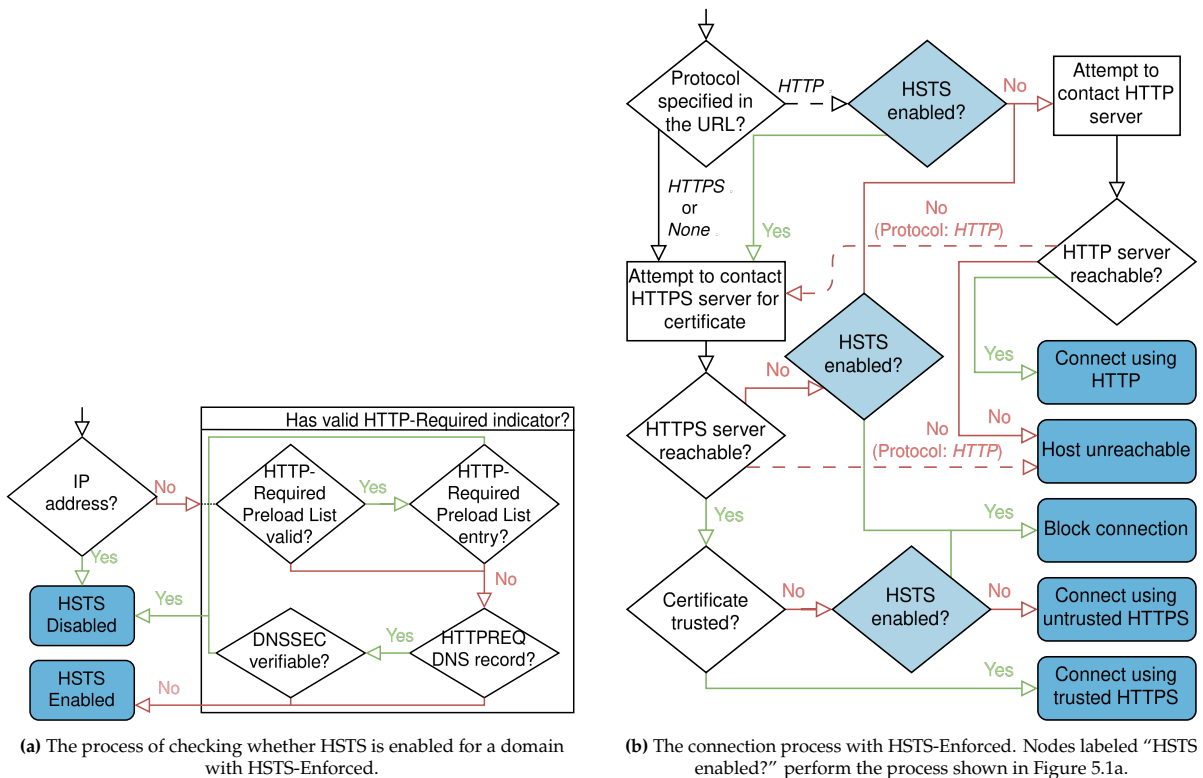 Has valid HTTP-Required indicator?
IP
address?
No
HTTP-
Required
Preload List
valid?
Yes
HTTP-
Required
Preload List
entry?
Yes
No
HSTS
Disabled
Yes
DNSSEC
verifiable?
Yes
HTTPREQ
DNS record?
HSTS
Enabled
No
(a) The process of checking whether HSTS is enabled for a domain
with HSTS-Enforced.
Protocol
specified in
the URL?
HTTP
HSTS
enabled?
No
Attempt to
contact HTTP
server
HTTPS
or
None
Yes
No
(Protocol: HTTP)
HTTP server
reachable?
Attempt to contact
HTTPS server for
certificate
HSTS
enabled?
Yes
Connect using
HTTP
No
HTTPS server
reachable?
No
(Protocol: HTTP)
No
Host unreachable
Yes
Yes
Block connection
Certificate
trusted?
No
HSTS
enabled?
No
Connect using
untrusted HTTPS
Yes
Connect using
trusted HTTPS
(b) The connection process with HSTS-Enforced. Nodes labeled “HSTS
enabled?” perform the process shown in Figure 5.1a.